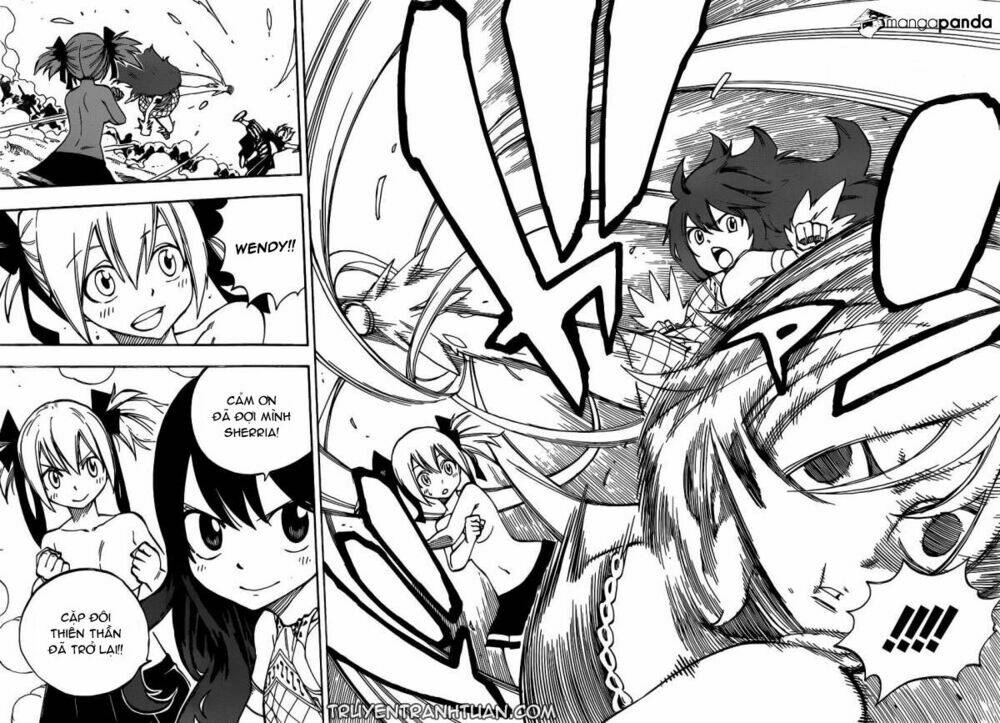 mangapanda
WENDY!!
CẢM ƠN
ĐÃ ĐỢI MÌNH
SHERRIA!
CẶP ĐÔI
THIÊN THẦN
ĐÃ TRỞ LẠI!!
!!!!
TRUYENTRANHTUAN.COM